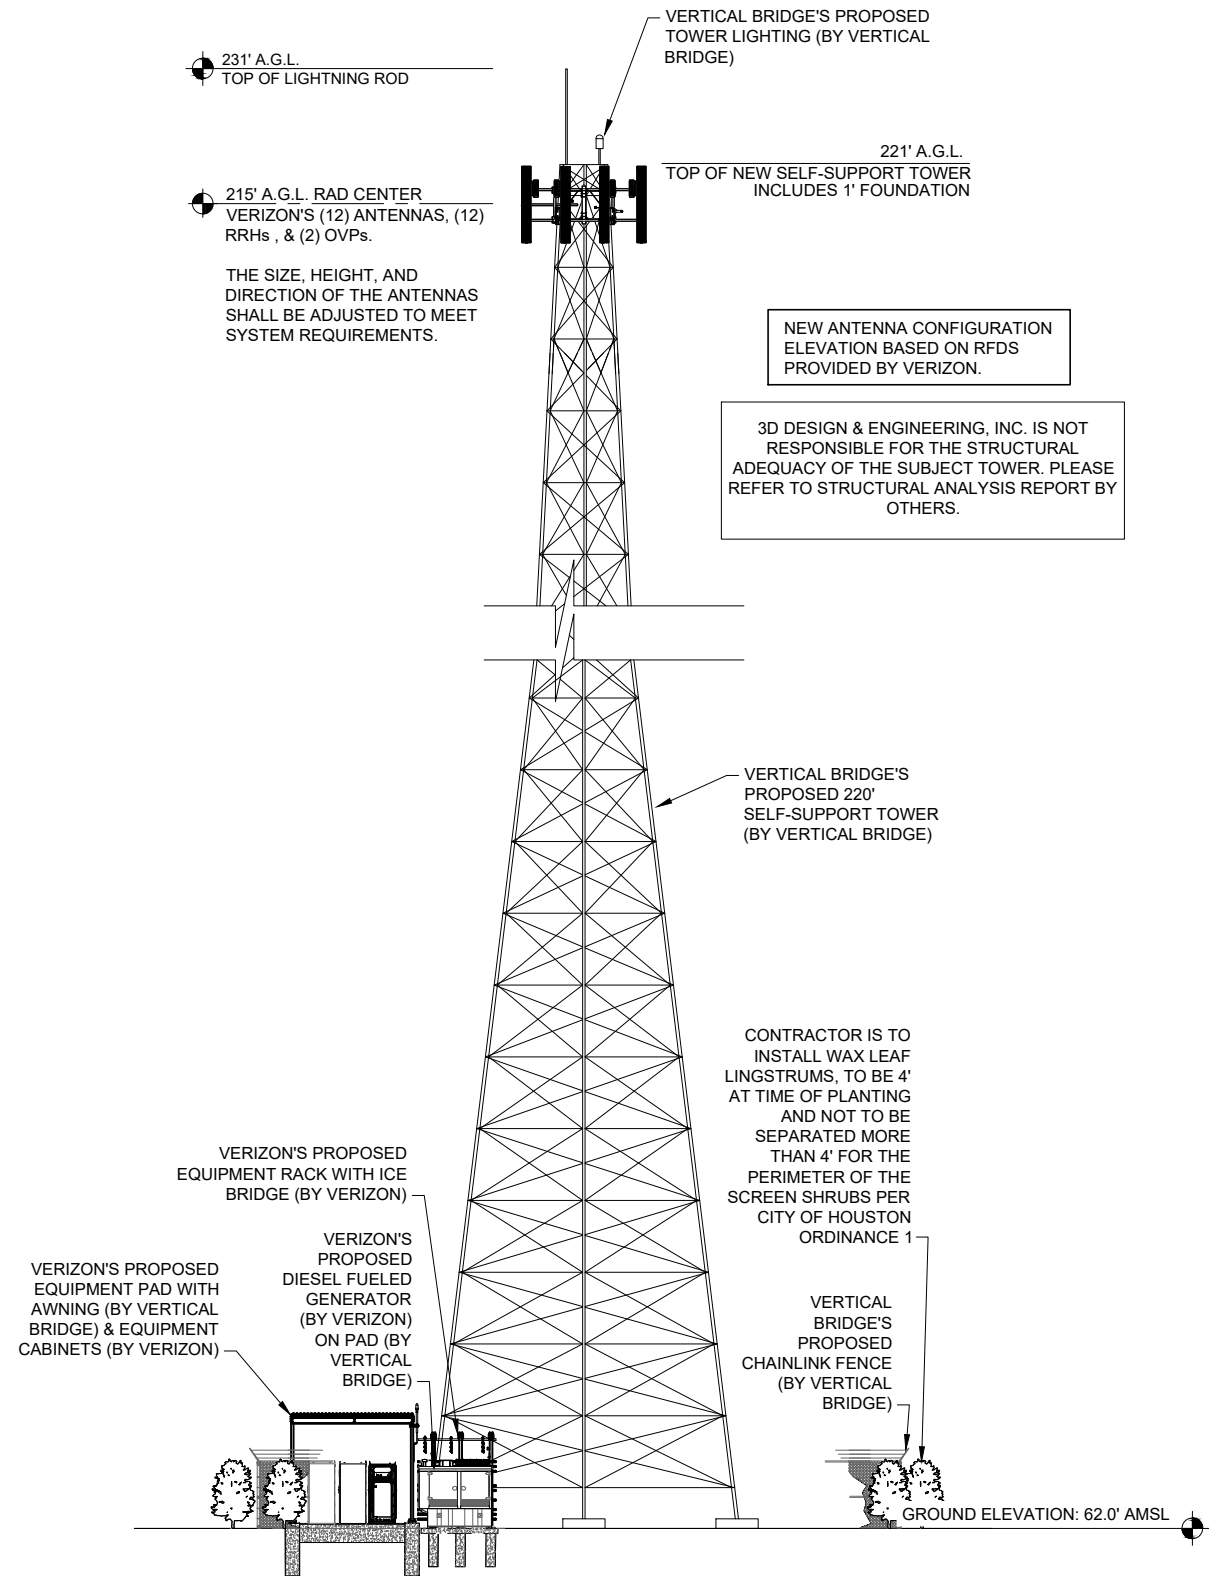 VERTICAL BRIDGE'S PROPOSED
TOWER LIGHTING (BY VERTICAL
BRIDGE)
231' A.G.L.
TOP OF LIGHTNING ROD
221' A.G.L.
TOP OF NEW SELF-SUPPORT TOWER
INCLUDES 1' FOUNDATION
215' A.G.L. RAD CENTER
VERIZON'S (12) ANTENNAS, (12)
RRHs , & (2) OVPs.
THE SIZE, HEIGHT, AND
DIRECTION OF THE ANTENNAS
SHALL BE ADJUSTED TO MEET
SYSTEM REQUIREMENTS.
NEW ANTENNA CONFIGURATION
ELEVATION BASED ON RFDS
PROVIDED BY VERIZON.
3D DESIGN & ENGINEERING, INC. IS NOT
RESPONSIBLE FOR THE STRUCTURAL
ADEQUACY OF THE SUBJECT TOWER. PLEASE
REFER TO STRUCTURAL ANALYSIS REPORT BY
OTHERS.
VERTICAL BRIDGE'S
PROPOSED 220'
SELF-SUPPORT TOWER
(BY VERTICAL BRIDGE)
CONTRACTOR IS TO
INSTALL WAX LEAF
LINGSTRUMS, TO BE 4'
AT TIME OF PLANTING
AND NOT TO BE
SEPARATED MORE
THAN 4' FOR THE
PERIMETER OF THE
SCREEN SHRUBS PER
CITY OF HOUSTON
ORDINANCE 1
VERIZON'S PROPOSED
EQUIPMENT RACK WITH ICE
BRIDGE (BY VERIZON)
VERIZON'S
PROPOSED
DIESEL FUELED
GENERATOR
(BY VERIZON)
ON PAD (BY
VERTICAL
BRIDGE)
VERIZON'S PROPOSED
EQUIPMENT PAD WITH
AWNING (BY VERTICAL
BRIDGE) & EQUIPMENT
CABINETS (BY VERIZON)
VERTICAL
BRIDGE'S
PROPOSED
CHAINLINK FENCE
(BY VERTICAL
BRIDGE)
GROUND ELEVATION: 62.0' AMSL